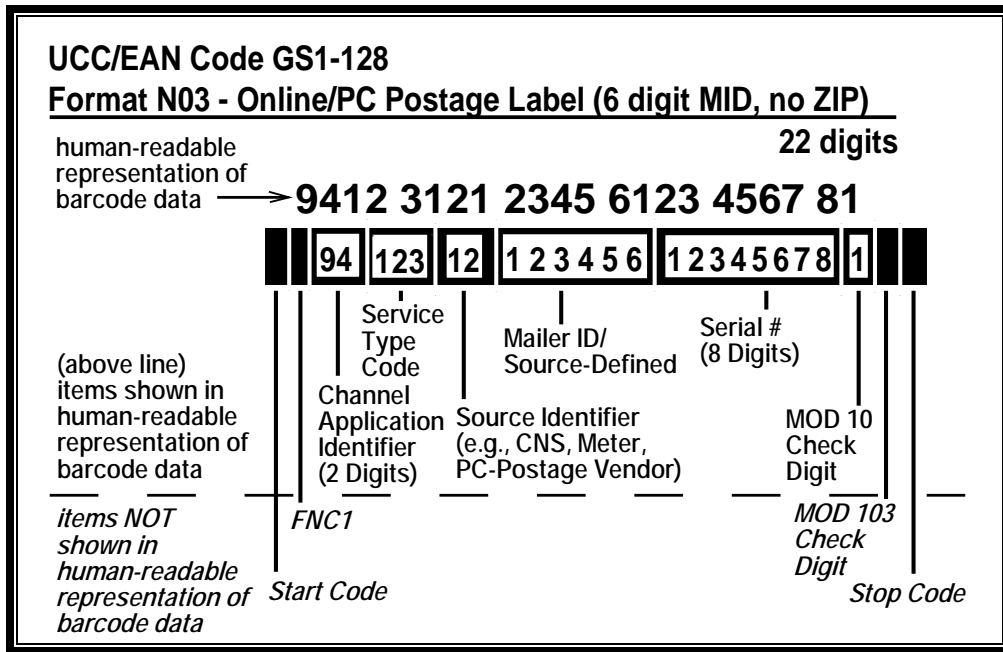 UCC/EAN Code GS1-128
Format N03 - Online/PC Postage Label (6 digit MID, no ZIP)
22 digits
human-readable
representation of
barcode data
9412 3121 2345 6123 4567 81
94 123 12 1 2 3 4 5 6 1 2 3 4 5 6 7 8 1
Service
Type
Code
Mailer ID/
Source-Defined
Serial #
(8 Digits)
(above line)
items shown in
human-readable
representation of
barcode data
Channel
Application
Identifier
(2 Digits)
Source Identifier
(e.g., CNS, Meter,
PC-Postage Vendor)
MOD 10
Check
Digit
items NOT
shown in
human-readable
representation of
barcode data
FNC1
Start Code
MOD 103
Check
Digit
Stop Code